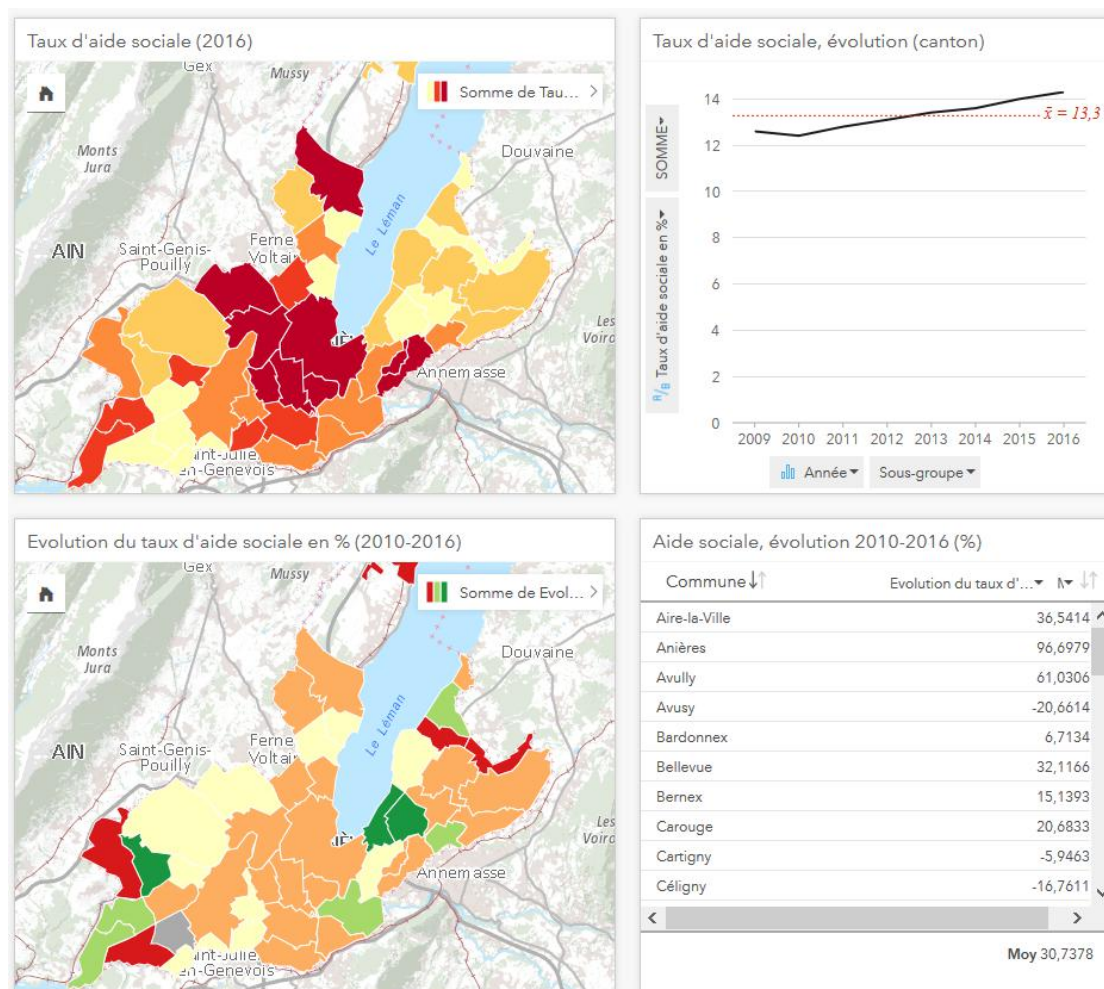 Taux d'aide sociale (2016)
Gex
Mussy
Somme de Tau...
Monts
Jura
Douvaine
Le Léman
AIN
Saint-Genis-
Pouilly
Ferne
Voltair
Les
Voiro
Annemasse
en-Genevois
Taux d'aide sociale, évolution (canton)
SOMME
Taux d'aide sociale en %
14
12
10
8
6
4
2
0
x̄ = 13,3
2009 2010 2011 2012 2013 2014 2015 2016
Année Sous-groupe
Evolution du taux d'aide sociale en % (2010-2016)
Gex
Mussy
Somme de Evol...
Monts
Jura
Douvaine
Le Léman
AIN
Saint-Genis-
Pouilly
Ferne
Voltair
Les
Voiro
Annemasse
en-Genevois
Aide sociale, évolution 2010-2016 (%)
Commune Evolution du taux d'...
Aire-la-Ville 36,5414
Anières 96,6979
Avully 61,0306
Avusy -20,6614
Bardonnex 6,7134
Bellevue 32,1166
Bernex 15,1393
Carouge 20,6833
Cartigny -5,9463
Céligny -16,7611
Moy 30,7378